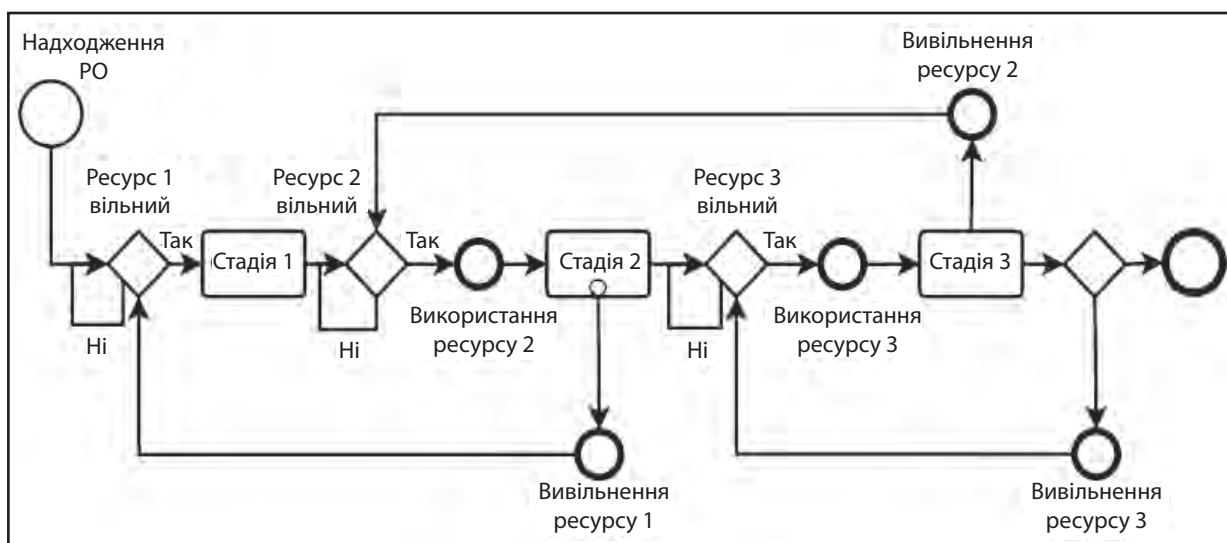 Надходження
РО
Вивільнення
ресурсу 2
Ресурс 1
вільний
Ресурс 2
вільний
Ресурс 3
вільний
Так
Стадія 1
Так
Стадія 2
Так
Стадія 3
Ні
Ні
Використання
ресурсу 2
Ні
Використання
ресурсу 3
Вивільнення
ресурсу 1
Вивільнення
ресурсу 3